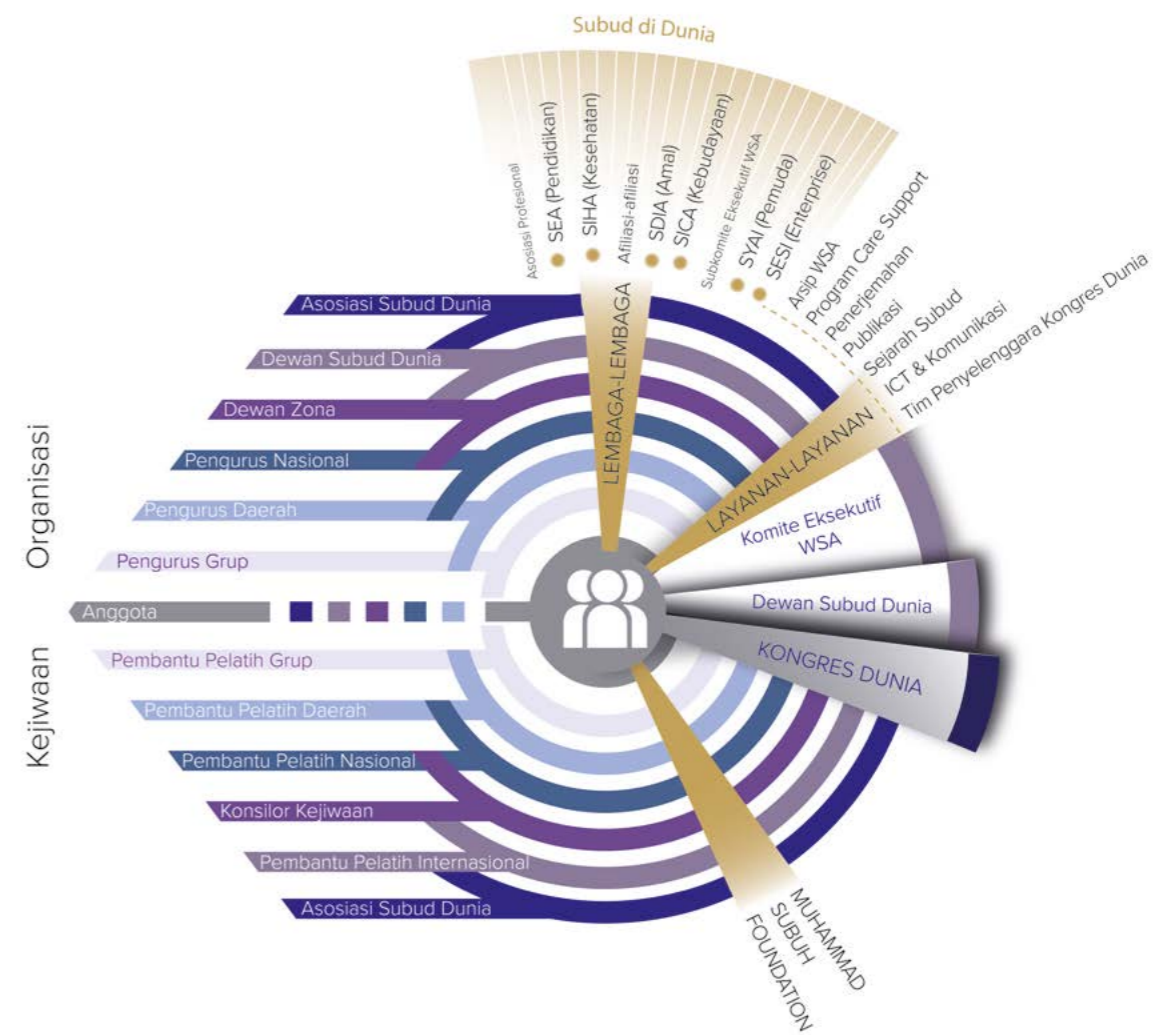 Subud di Dunia
Asosiasi Profesional
SEA (Pendidikan)
SIHA (Kesehatan)
Afiliasi-afiliasi
SDIA (Amal)
SICA (Kebudayaan)
Subkomite Eksekutif WSA
SYAI (Pemuda)
SESI (Enterprise)
Arsip WSA
Program Care Support
Penerjemahan
Publikasi
Sejarah Subud
ICT & Komunikasi
Tim Penyelenggara Kongres Dunia
LEMBAGA-LEMBAGA
LAYANAN-LAYANAN
Komite Eksekutif
WSA
Dewan Subud Dunia
KONGRES DUNIA
MUHAMMAD
SUBUH
FOUNDATION
Organisasi
Asosiasi Subud Dunia
Dewan Subud Dunia
Dewan Zona
Pengurus Nasional
Pengurus Daerah
Pengurus Grup
Anggota
Kejiwaan
Pembantu Pelatih Grup
Pembantu Pelatih Daerah
Pembantu Pelatih Nasional
Konsilor Kejiwaan
Pembantu Pelatih Internasional
Asosiasi Subud Dunia